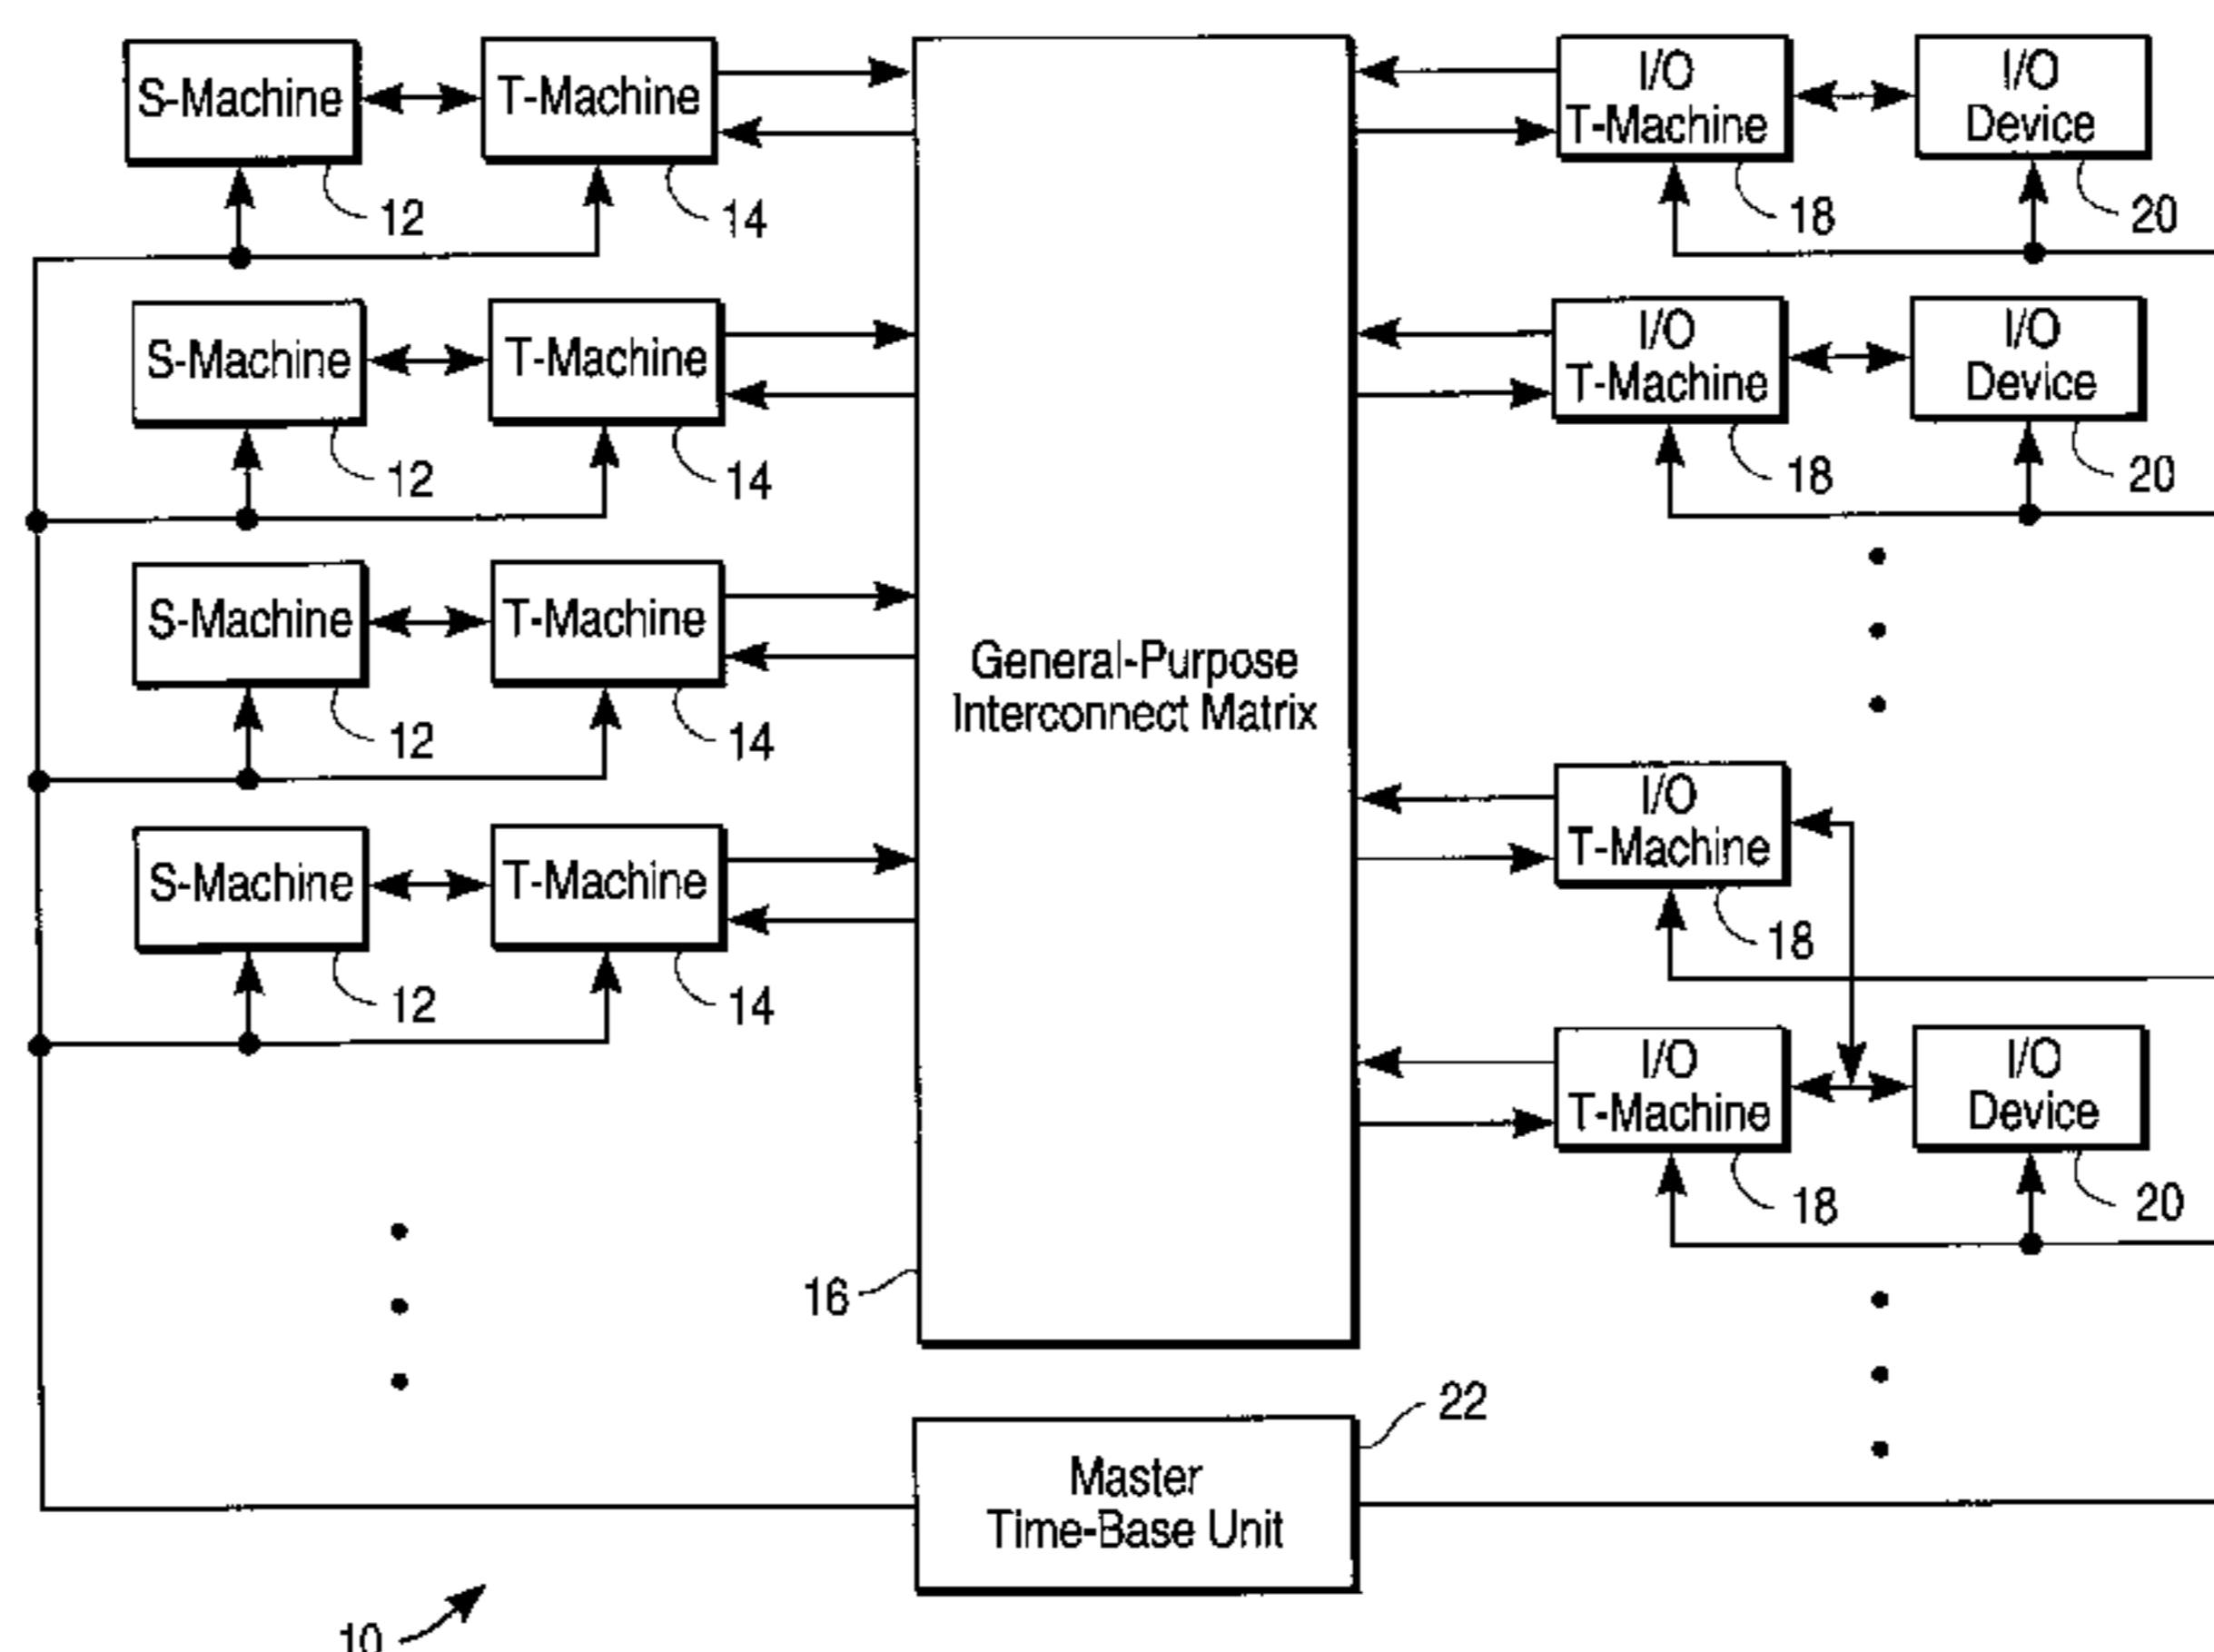 S-Machine
T-Machine
I/O
T-Machine
I/O
Device
12
14
18
20
S-Machine
T-Machine
I/O
T-Machine
I/O
Device
12
14
18
20
S-Machine
T-Machine
12
14
General-Purpose
Interconnect Matrix
I/O
T-Machine
18
S-Machine
T-Machine
12
14
I/O
T-Machine
I/O
Device
18
20
16
22
Master
Time-Base Unit
10